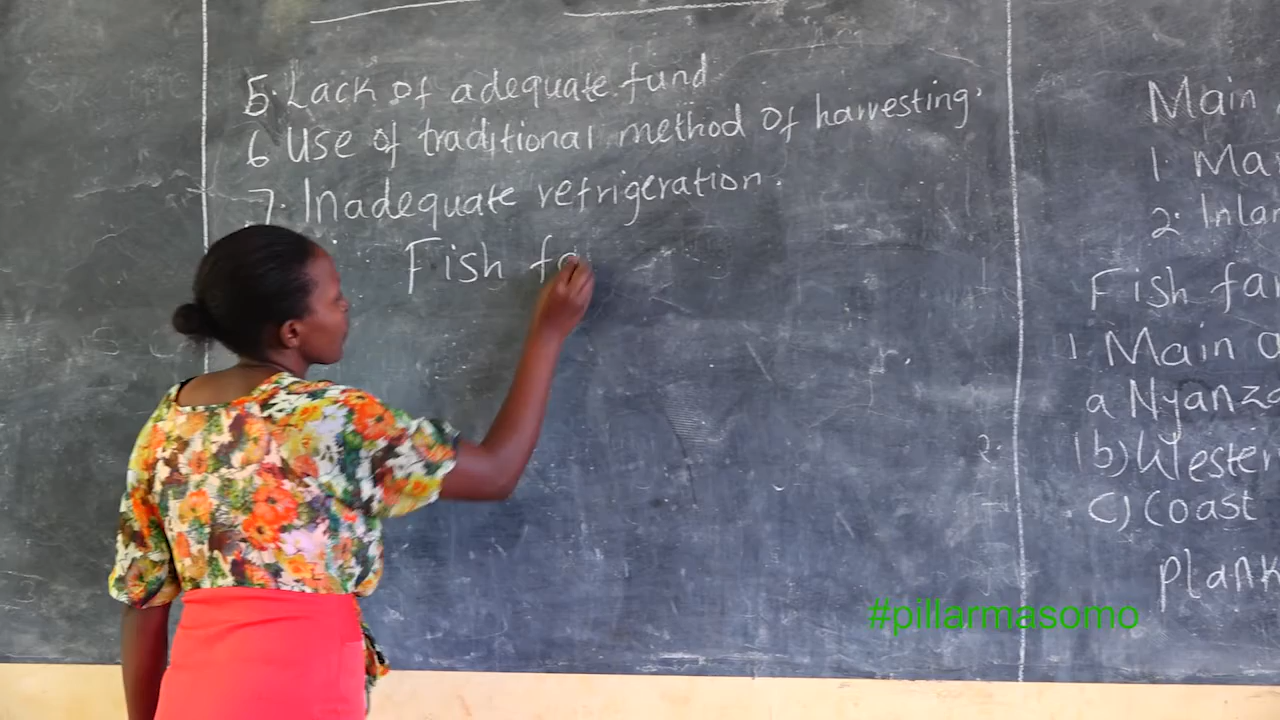 5. Lack of adequate fund
6 Use of traditional method of harvesting.
7. Inadequate refrigeration.
Fish fa
Main
1 Ma
2. Inlan
Fish fa
1 Main
a Nyanza
b) Western
c) Coast
plank
#pillarmasomo